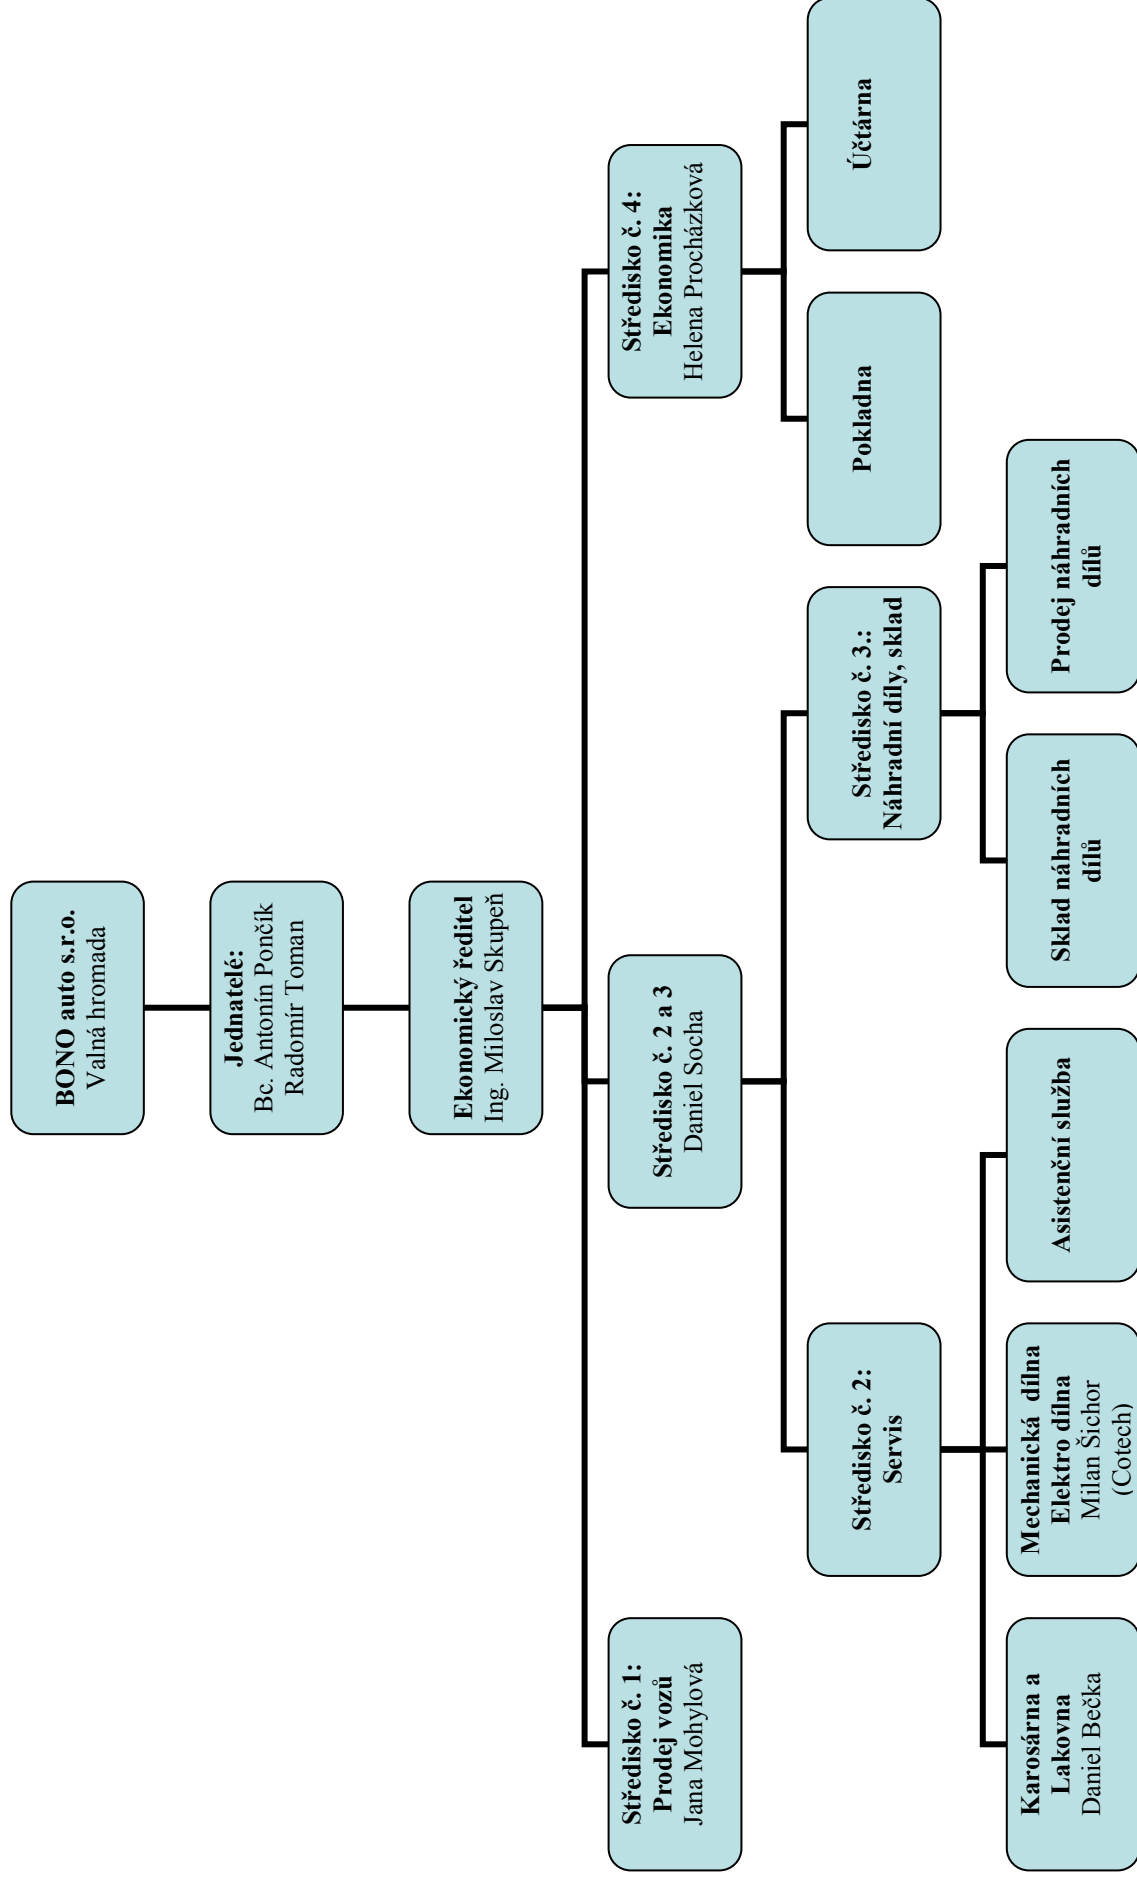 BONO auto s.r.o.
Valná hromada
Jednatelé:
Bc. Antonín Pončík
Radomír Toman
Ekonomický ředitel
Ing. Miloslav Skupeň
Středisko č. 1:
Prodej vozů
Jana Mohylová
Středisko č. 2 a 3
Daniel Socha
Středisko č. 4:
Ekonomika
Helena Procházková
Středisko č. 2:
Servis
Středisko č. 3.:
Náhradní díly, sklad
Pokladna
Účtárna
Karosárna a
Lakovna
Daniel Bečka
Mechanická  dílna
Elektro dílna
Milan Šichor
(Cotech)
Asistenční služba
Sklad náhradních
dílů
Prodej náhradních
dílů